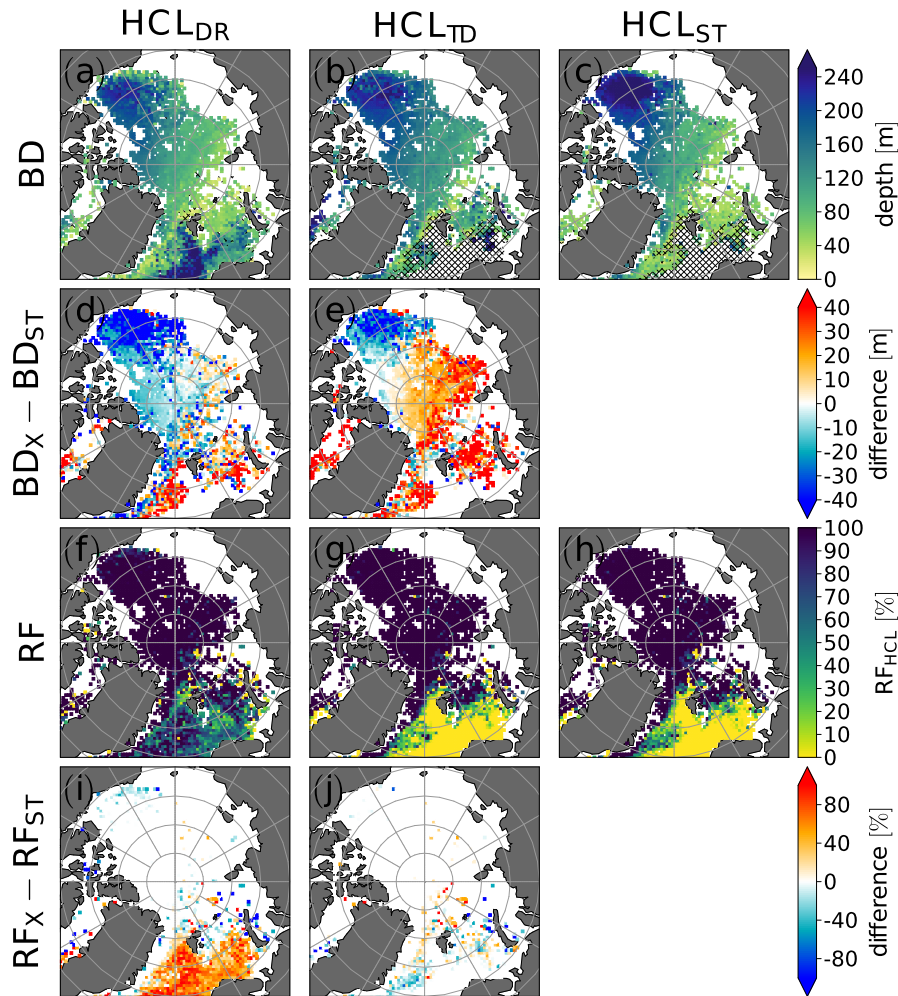 HCL_DR HCL_TD HCL_ST
BD
(a) (b) (c)
240
200
160
120
80
40
0
depth [m]
BD_X − BD_ST
(d) (e)
40
30
20
10
0
-10
-20
-30
-40
difference [m]
RF
(f) (g) (h)
100
90
80
70
60
50
40
30
20
10
0
RF_HCL [%]
RF_X − RF_ST
(i) (j)
80
40
0
-40
-80
difference [%]